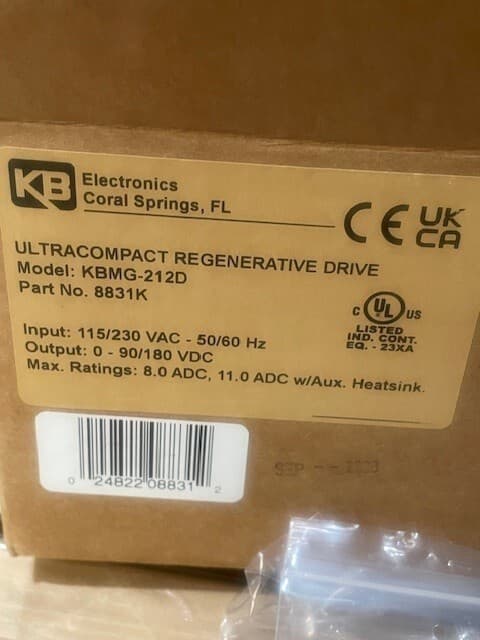 KB Electronics
Coral Springs, FL
CE UK CA
ULTRACOMPACT REGENERATIVE DRIVE
Model: KBMG-212D
Part No. 8831K
C UL US
LISTED
IND. CONT.
EQ. - 23XA
Input: 115/230 VAC - 50/60 Hz
Output: 0 - 90/180 VDC
Max. Ratings: 8.0 ADC, 11.0 ADC w/Aux. Heatsink.
0 24822 08831 2
SEP